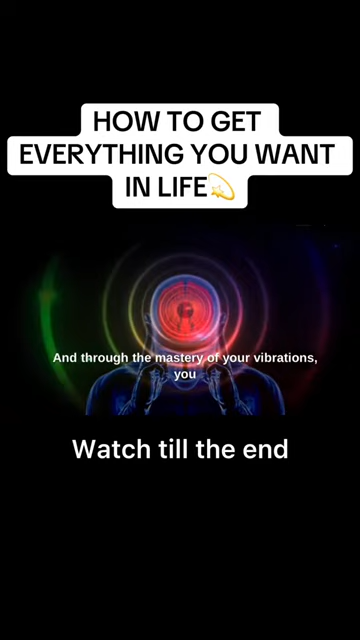 HOW TO GET
EVERYTHING YOU WANT
IN LIFE💫
And through the mastery of your vibrations,
you
Watch till the end